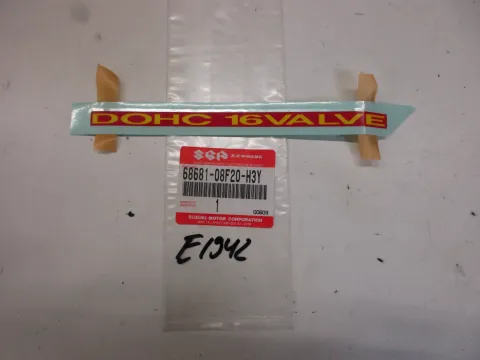 DOHC 16VALVE
SGP
68681-08F20-H3Y
1
SUZUKI MOTOR CORPORATION
E1942